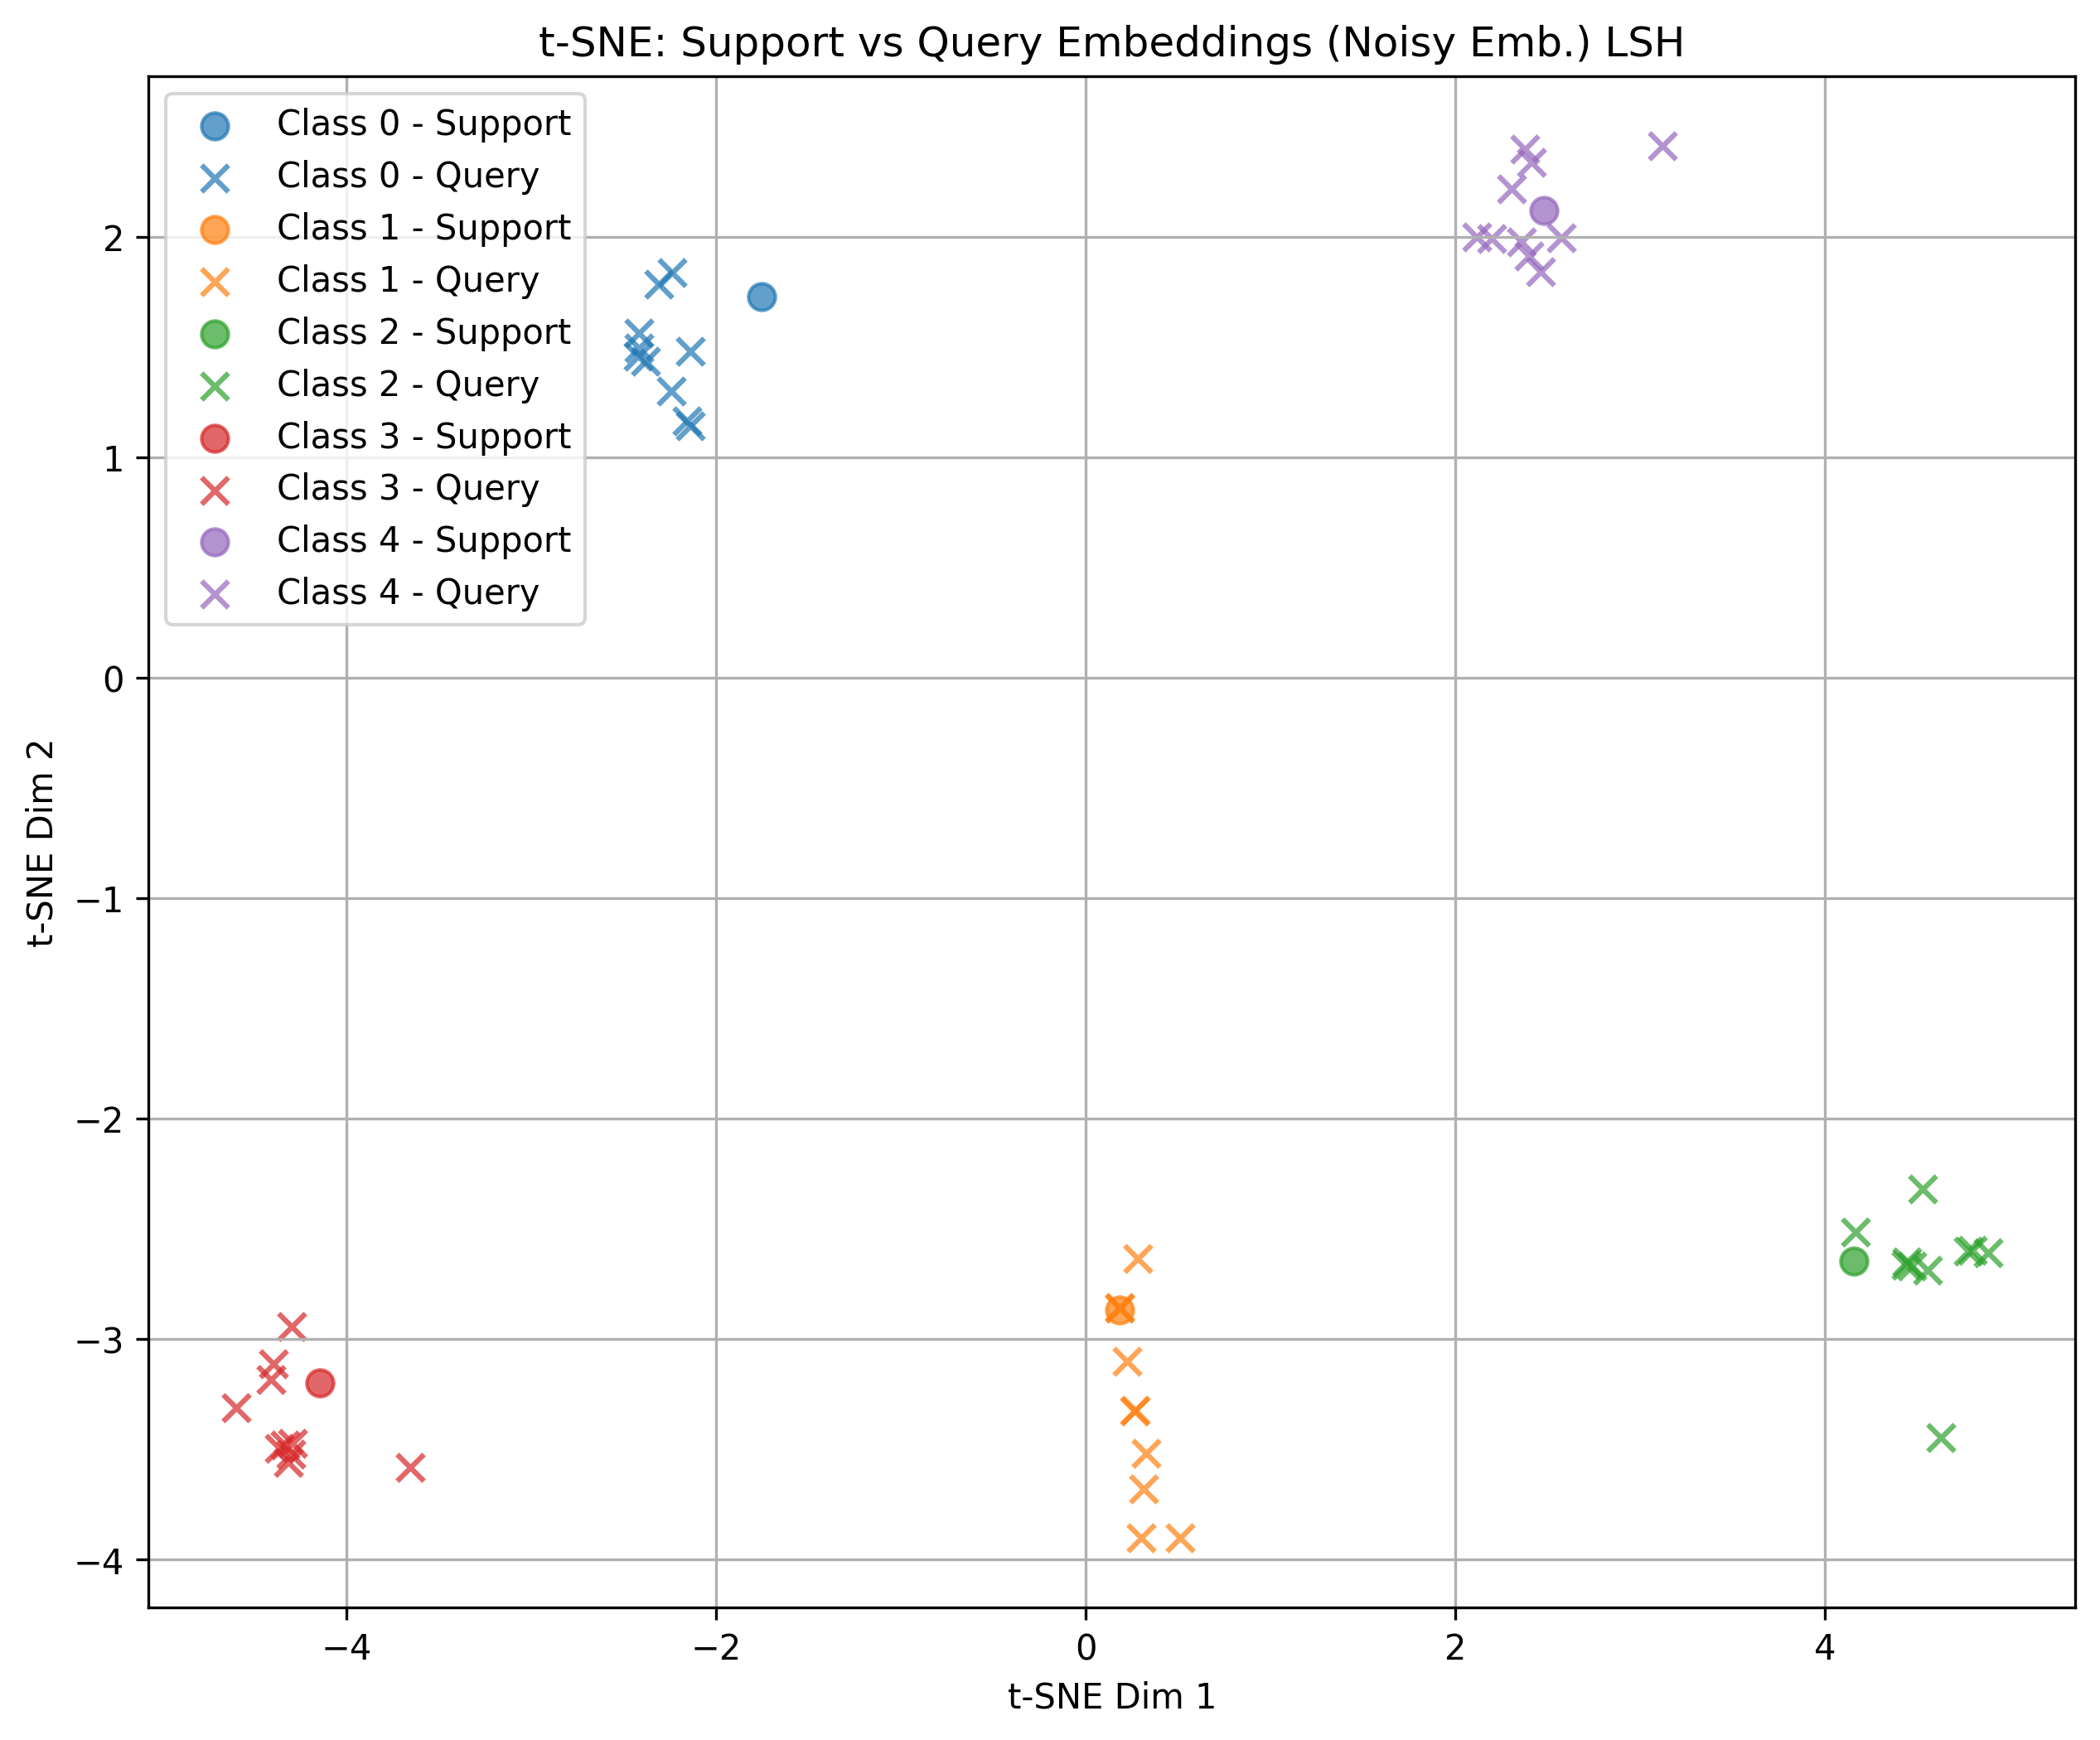 t-SNE: Support vs Query Embeddings (Noisy Emb.) LSH
Class 0 - Support
Class 0 - Query
Class 1 - Support
Class 1 - Query
Class 2 - Support
Class 2 - Query
Class 3 - Support
Class 3 - Query
Class 4 - Support
Class 4 - Query
2
1
0
−1
−2
−3
−4
t-SNE Dim 2
−4
−2
0
2
4
t-SNE Dim 1